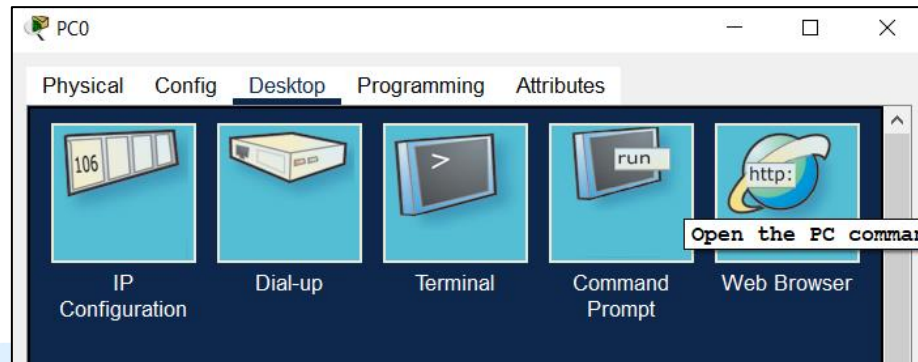 PC0
Physical Config Desktop Programming Attributes
106
>
run
http:
Open the PC comman
IP
Configuration
Dial-up
Terminal
Command
Prompt
Web Browser